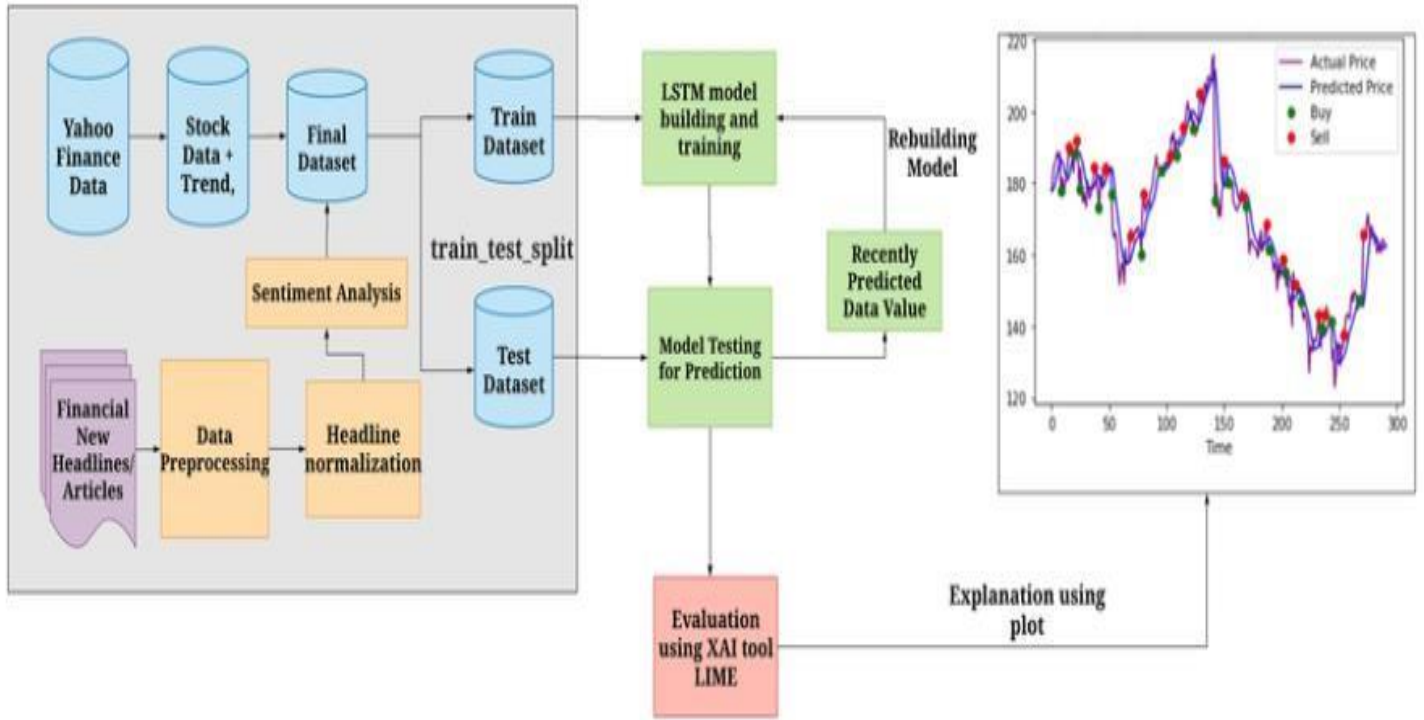 Yahoo
Finance
Data
Stock
Data +
Trend,
Final
Dataset
Train
Dataset
train_test_split
Test
Dataset
Sentiment Analysis
Financial
New
Headlines/
Articles
Data
Preprocessing
Headline
normalization
LSTM model
building and
training
Rebuilding
Model
Recently
Predicted
Data Value
Model Testing
for Prediction
Evaluation
using XAI tool
LIME
Explanation using
plot
Actual Price
Predicted Price
Buy
Sell
220
200
180
160
140
120
0 50 100 150 200 250 300
Time